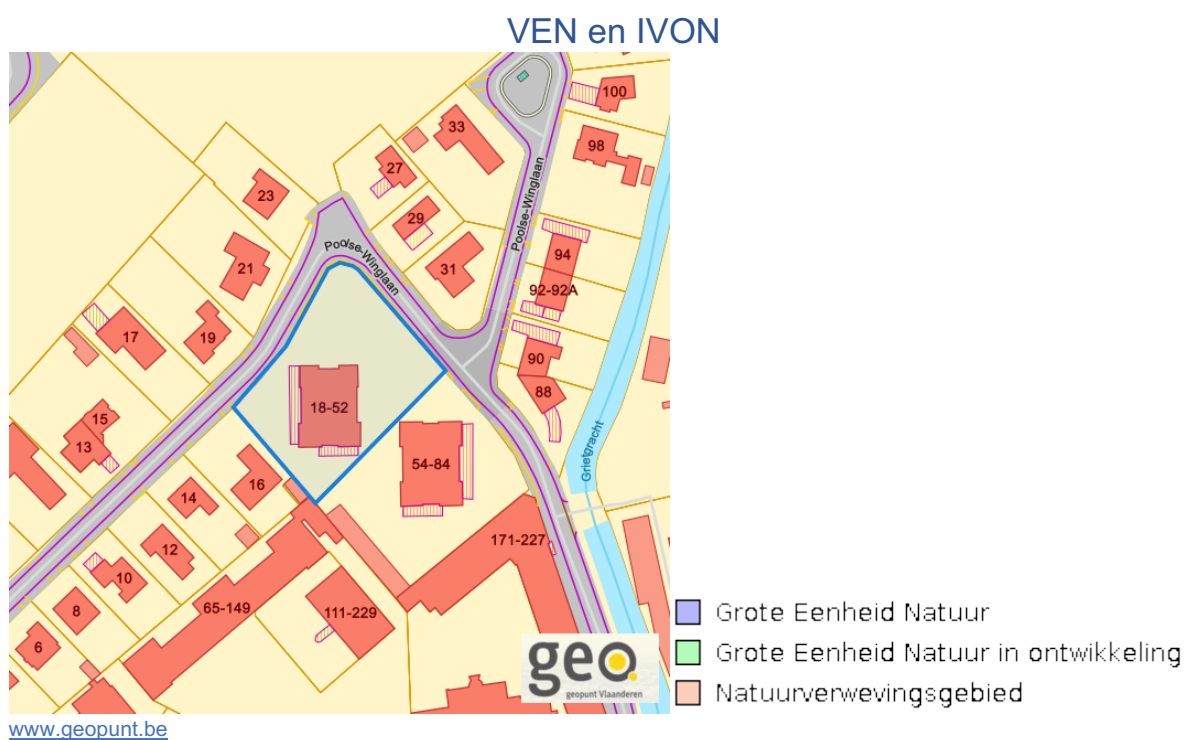 VEN en IVON
100
33
98
27
23
29
Poolse-Winglaan
Poolse-Winglaan
94
21
31
92-92A
17
19
90
88
18-52
15
13
Grietgracht
54-84
16
14
171-227
12
10
65-149
111-229
8
6
geo
geopunt Vlaanderen
Grote Eenheid Natuur
Grote Eenheid Natuur in ontwikkeling
Natuurverwevingsgebied
www.geopunt.be